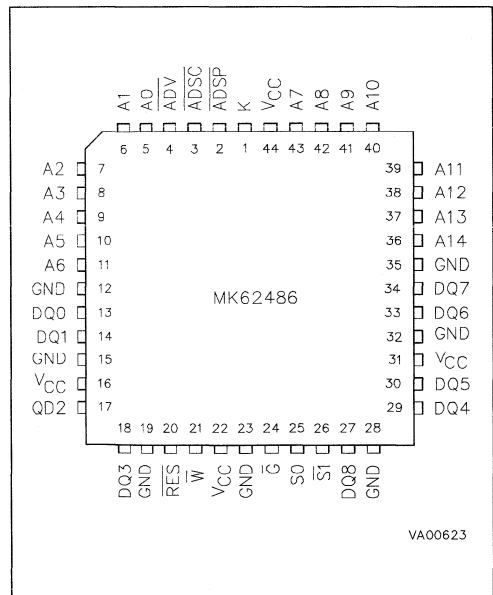 A1 A0 ADV ADSC ADSP K VCC A7 A8 A9 A10
6 5 4 3 2 1 44 43 42 41 40
A2 7 39 A11
A3 8 38 A12
A4 9 37 A13
A5 10 36 A14
A6 11 35 GND
GND 12 34 DQ7
MK62486
DQ0 13 33 DQ6
DQ1 14 32 GND
GND 15 31 VCC
VCC 16 30 DQ5
QD2 17 29 DQ4
18 19 20 21 22 23 24 25 26 27 28
DQ3 GND RES W VCC GND G S0 S1 DQ8 GND
VA00623